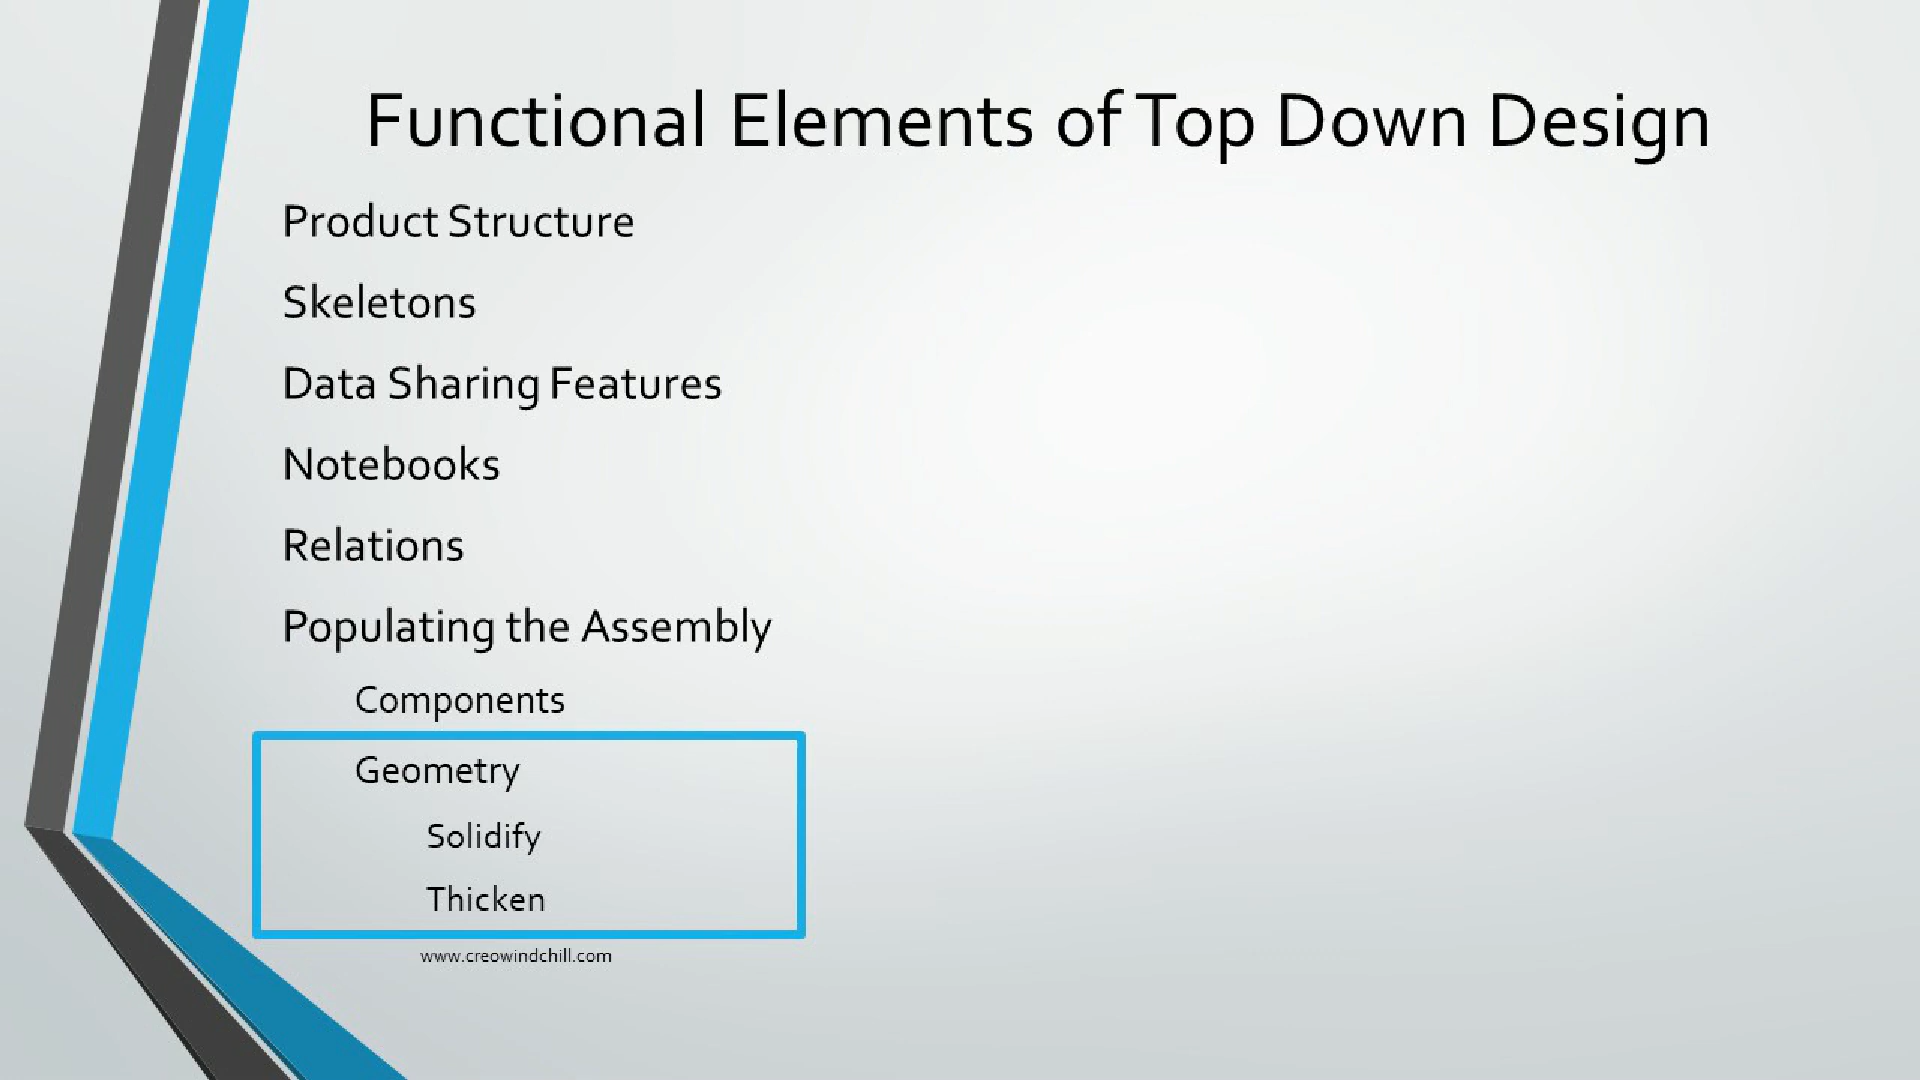 Functional Elements of Top Down Design
Product Structure
Skeletons
Data Sharing Features
Notebooks
Relations
Populating the Assembly
Components
Geometry
Solidify
Thicken
www.creowindchill.com